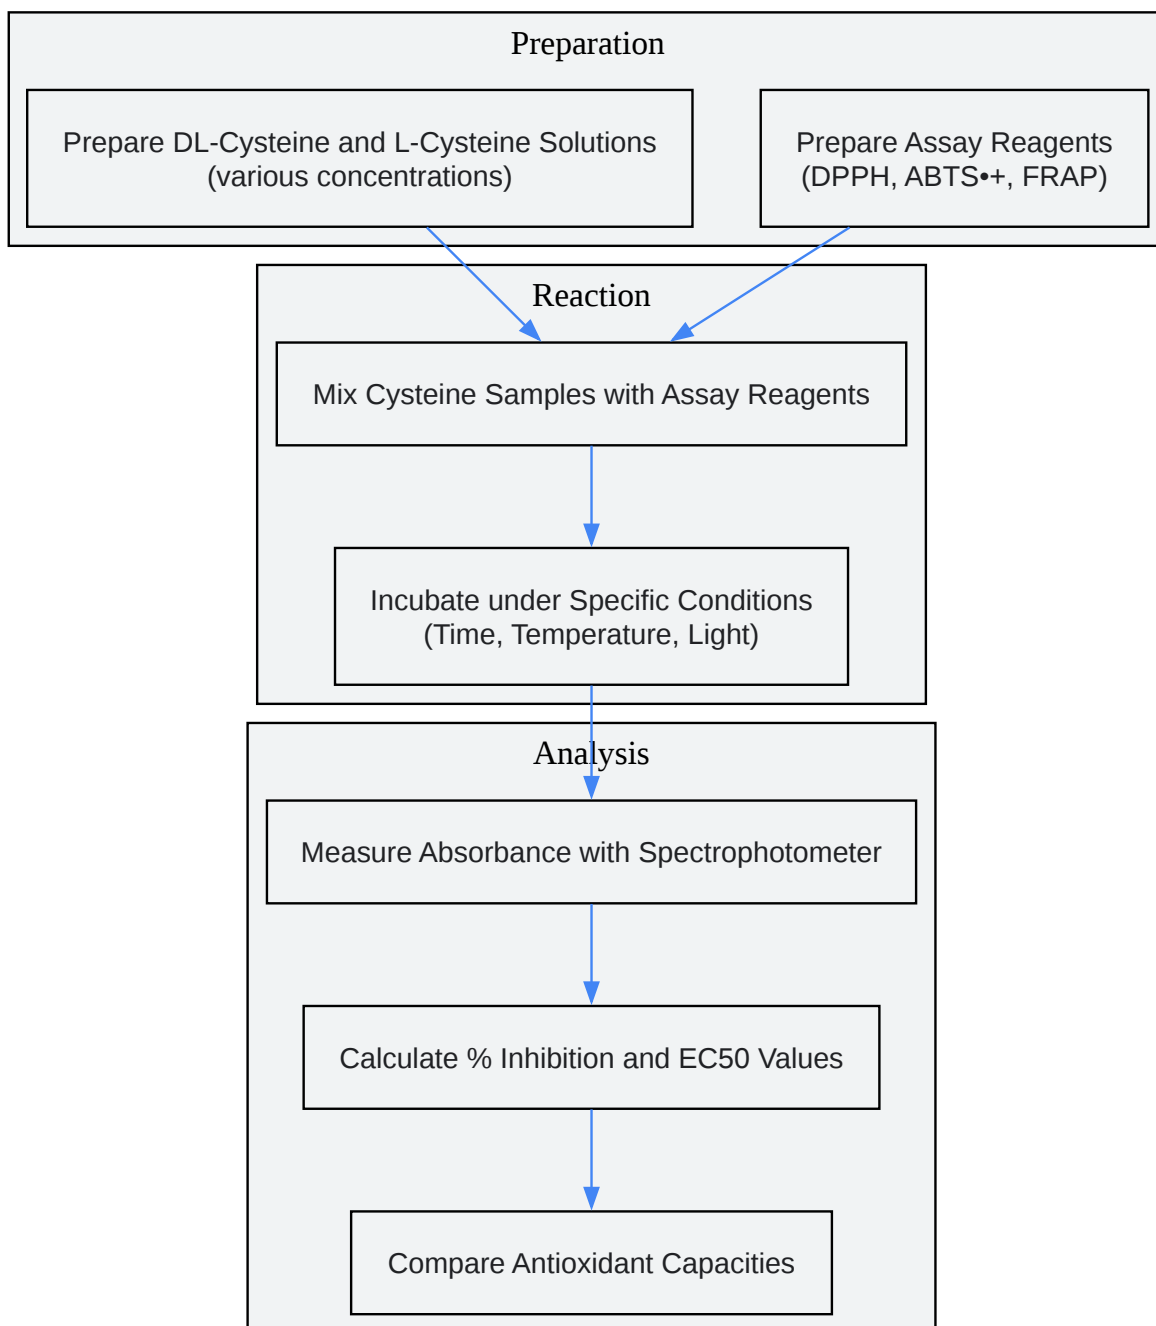 Preparation
Prepare DL-Cysteine and L-Cysteine Solutions
(various concentrations)
Prepare Assay Reagents
(DPPH, ABTS•+, FRAP)
Reaction
Mix Cysteine Samples with Assay Reagents
Incubate under Specific Conditions
(Time, Temperature, Light)
Analysis
Measure Absorbance with Spectrophotometer
Calculate % Inhibition and EC50 Values
Compare Antioxidant Capacities